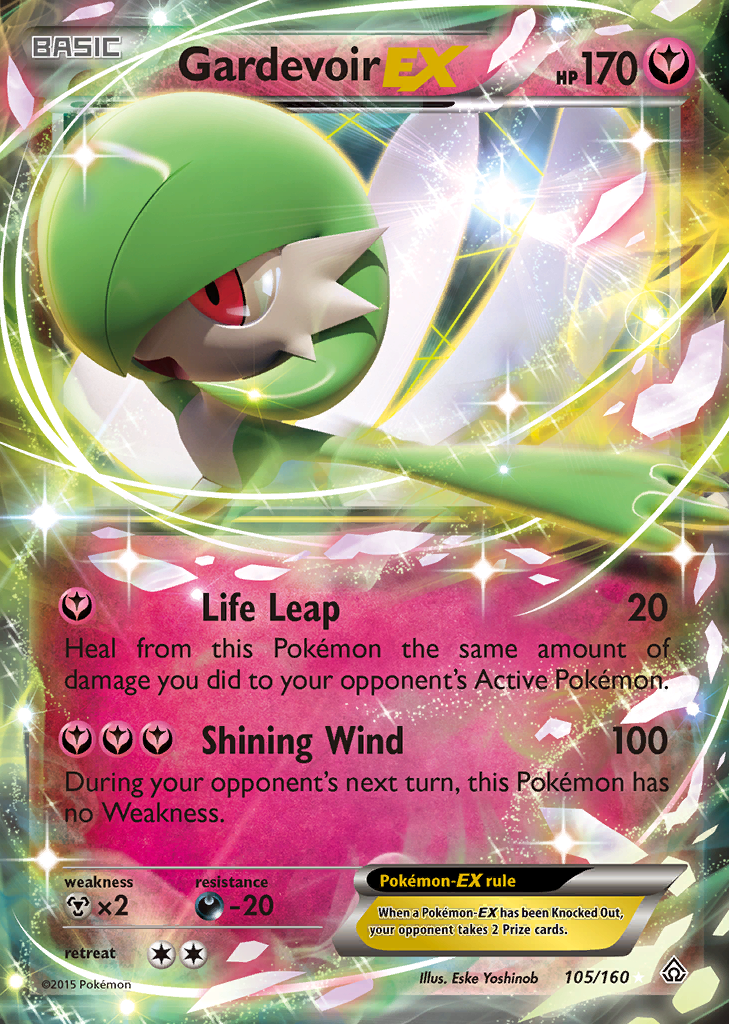 BASIC
Gardevoir EX HP170
Life Leap 20
Heal from this Pokémon the same amount of
damage you did to your opponent's Active Pokémon.
Shining Wind 100
During your opponent's next turn, this Pokémon has
no Weakness.
weakness resistance
×2 -20
retreat
Pokémon-EX rule
When a Pokémon-EX has been Knocked Out,
your opponent takes 2 Prize cards.
Illus. Eske Yoshinob 105/160
©2015 Pokémon